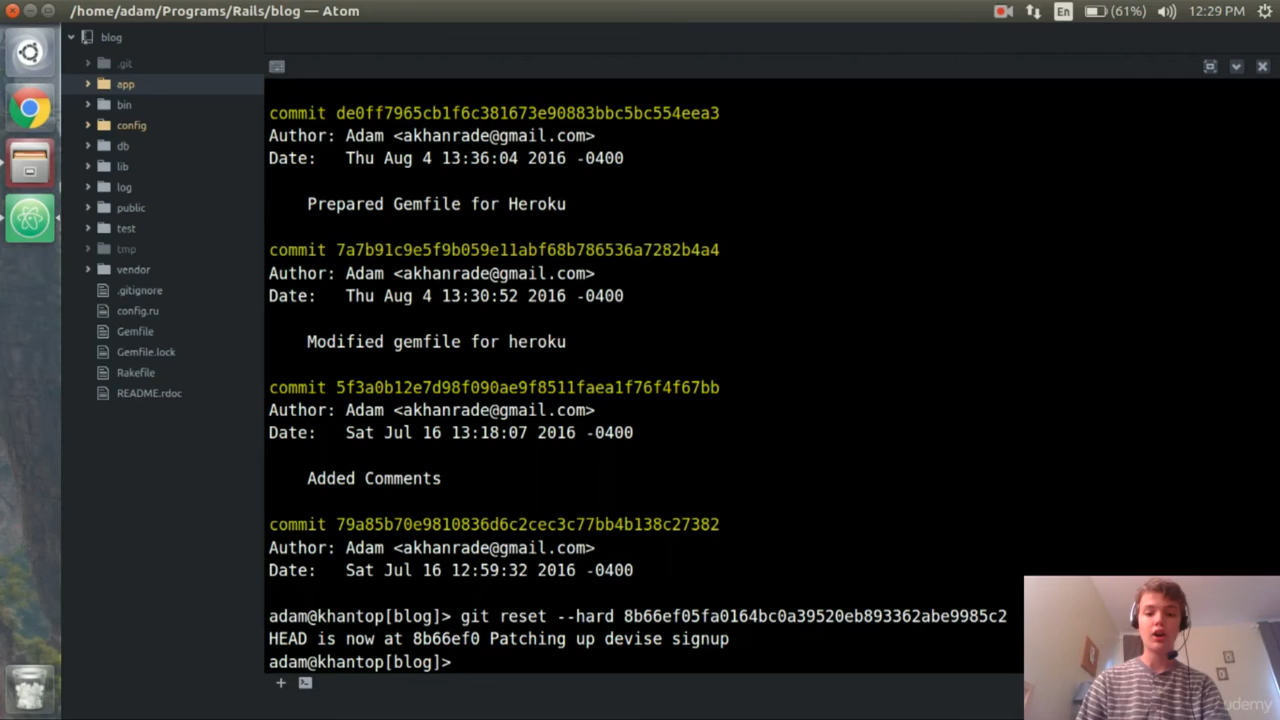 /home/adam/Programs/Rails/blog — Atom
En
(61%)
12:29 PM
blog
.git
app
bin
config
db
lib
log
public
test
tmp
vendor
.gitignore
config.ru
Gemfile
Gemfile.lock
Rakefile
README.rdoc
commit de0ff7965cb1f6c381673e90883bbc5bc554eea3
Author: Adam <akhanrade@gmail.com>
Date:   Thu Aug 4 13:36:04 2016 -0400
Prepared Gemfile for Heroku
commit 7a7b91c9e5f9b059e11abf68b786536a7282b4a4
Author: Adam <akhanrade@gmail.com>
Date:   Thu Aug 4 13:30:52 2016 -0400
Modified gemfile for heroku
commit 5f3a0b12e7d98f090ae9f8511faea1f76f4f67bb
Author: Adam <akhanrade@gmail.com>
Date:   Sat Jul 16 13:18:07 2016 -0400
Added Comments
commit 79a85b70e9810836d6c2cec3c77bb4b138c27382
Author: Adam <akhanrade@gmail.com>
Date:   Sat Jul 16 12:59:32 2016 -0400
adam@khantop[blog]> git reset --hard 8b66ef05fa0164bc0a39520eb893362abe9985c2
HEAD is now at 8b66ef0 Patching up devise signup
adam@khantop[blog]>
udemy